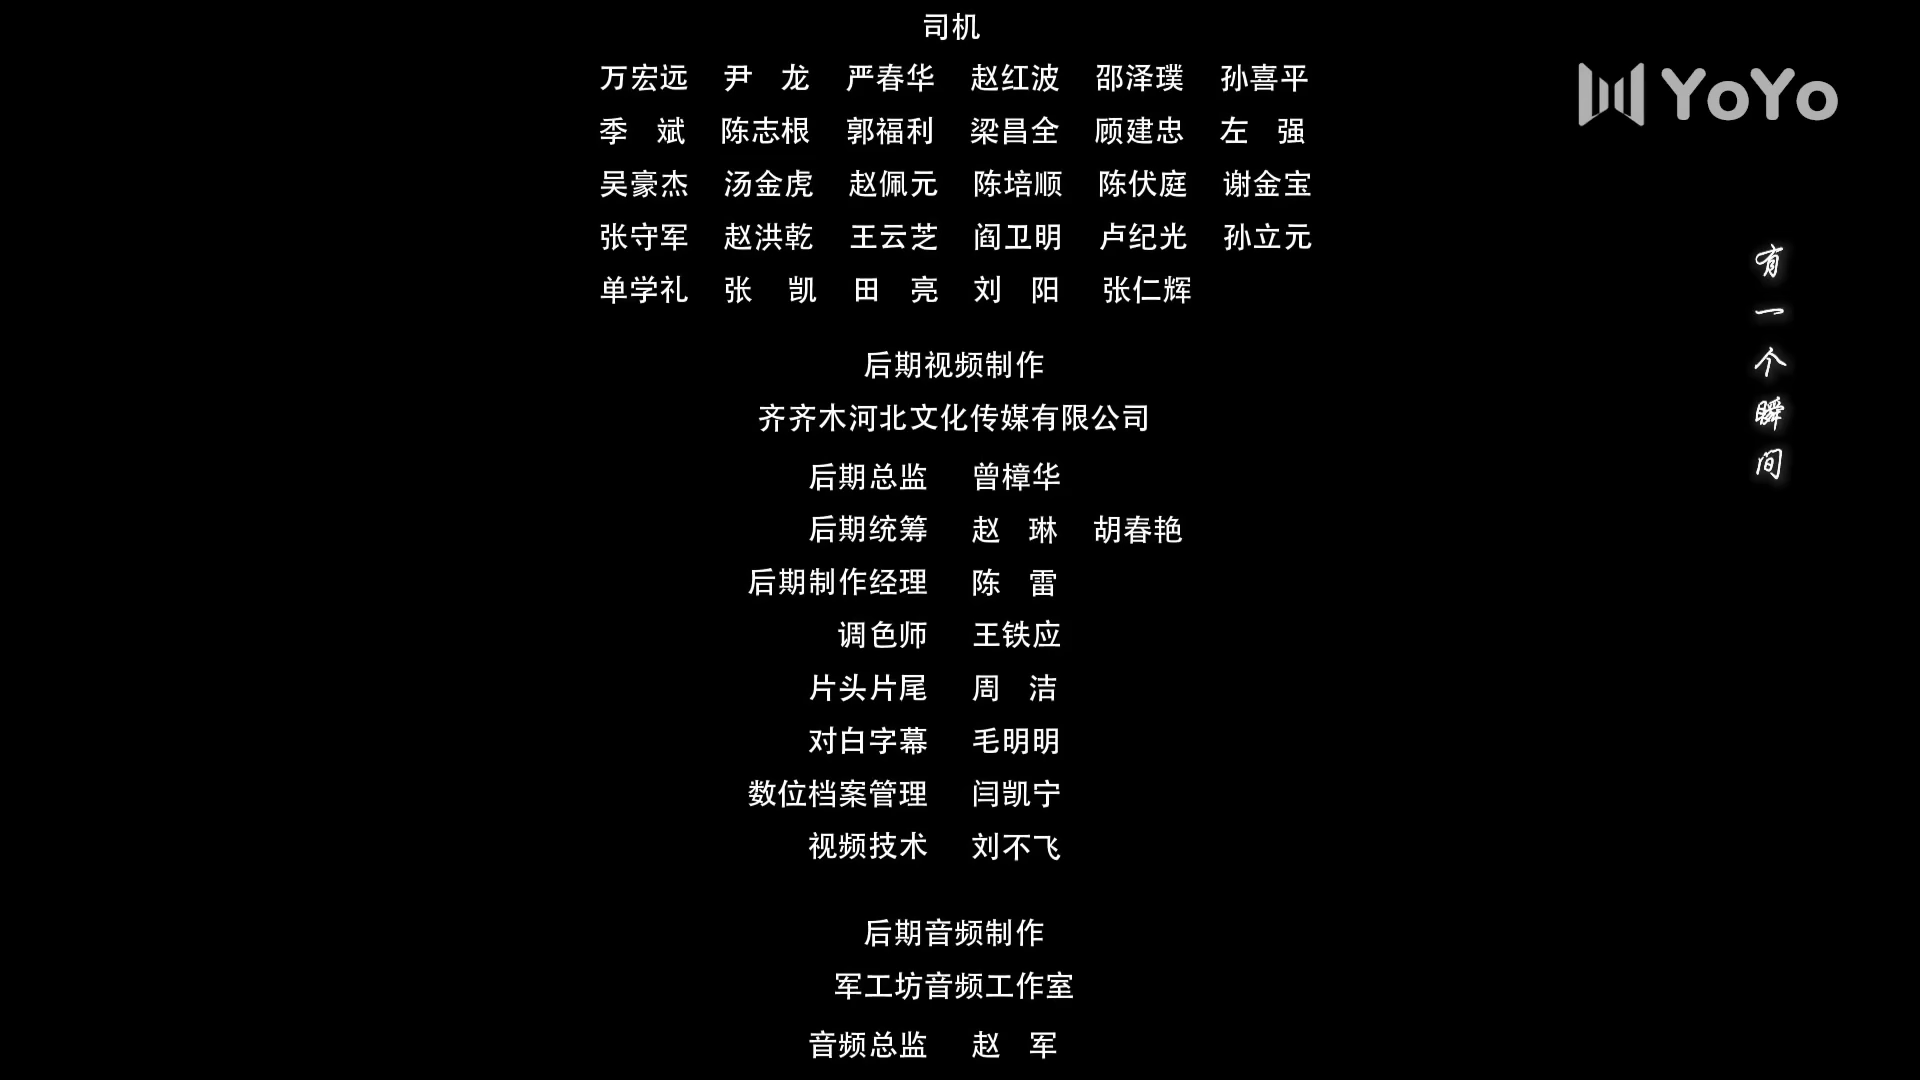 司机
万宏远 尹 龙 严春华 赵红波 邵泽璞 孙喜平
季 斌 陈志根 郭福利 梁昌全 顾建忠 左 强
吴豪杰 汤金虎 赵佩元 陈培顺 陈伏庭 谢金宝
张守军 赵洪乾 王云芝 阎卫明 卢纪光 孙立元
单学礼 张 凯 田 亮 刘 阳 张仁辉
后期视频制作
齐齐木河北文化传媒有限公司
后期总监 曾樟华
后期统筹 赵 琳 胡春艳
后期制作经理 陈 雷
调色师 王铁应
片头片尾 周 洁
对白字幕 毛明明
数位档案管理 闫凯宁
视频技术 刘不飞
后期音频制作
军工坊音频工作室
音频总监 赵 军
YoYo
有一个瞬间